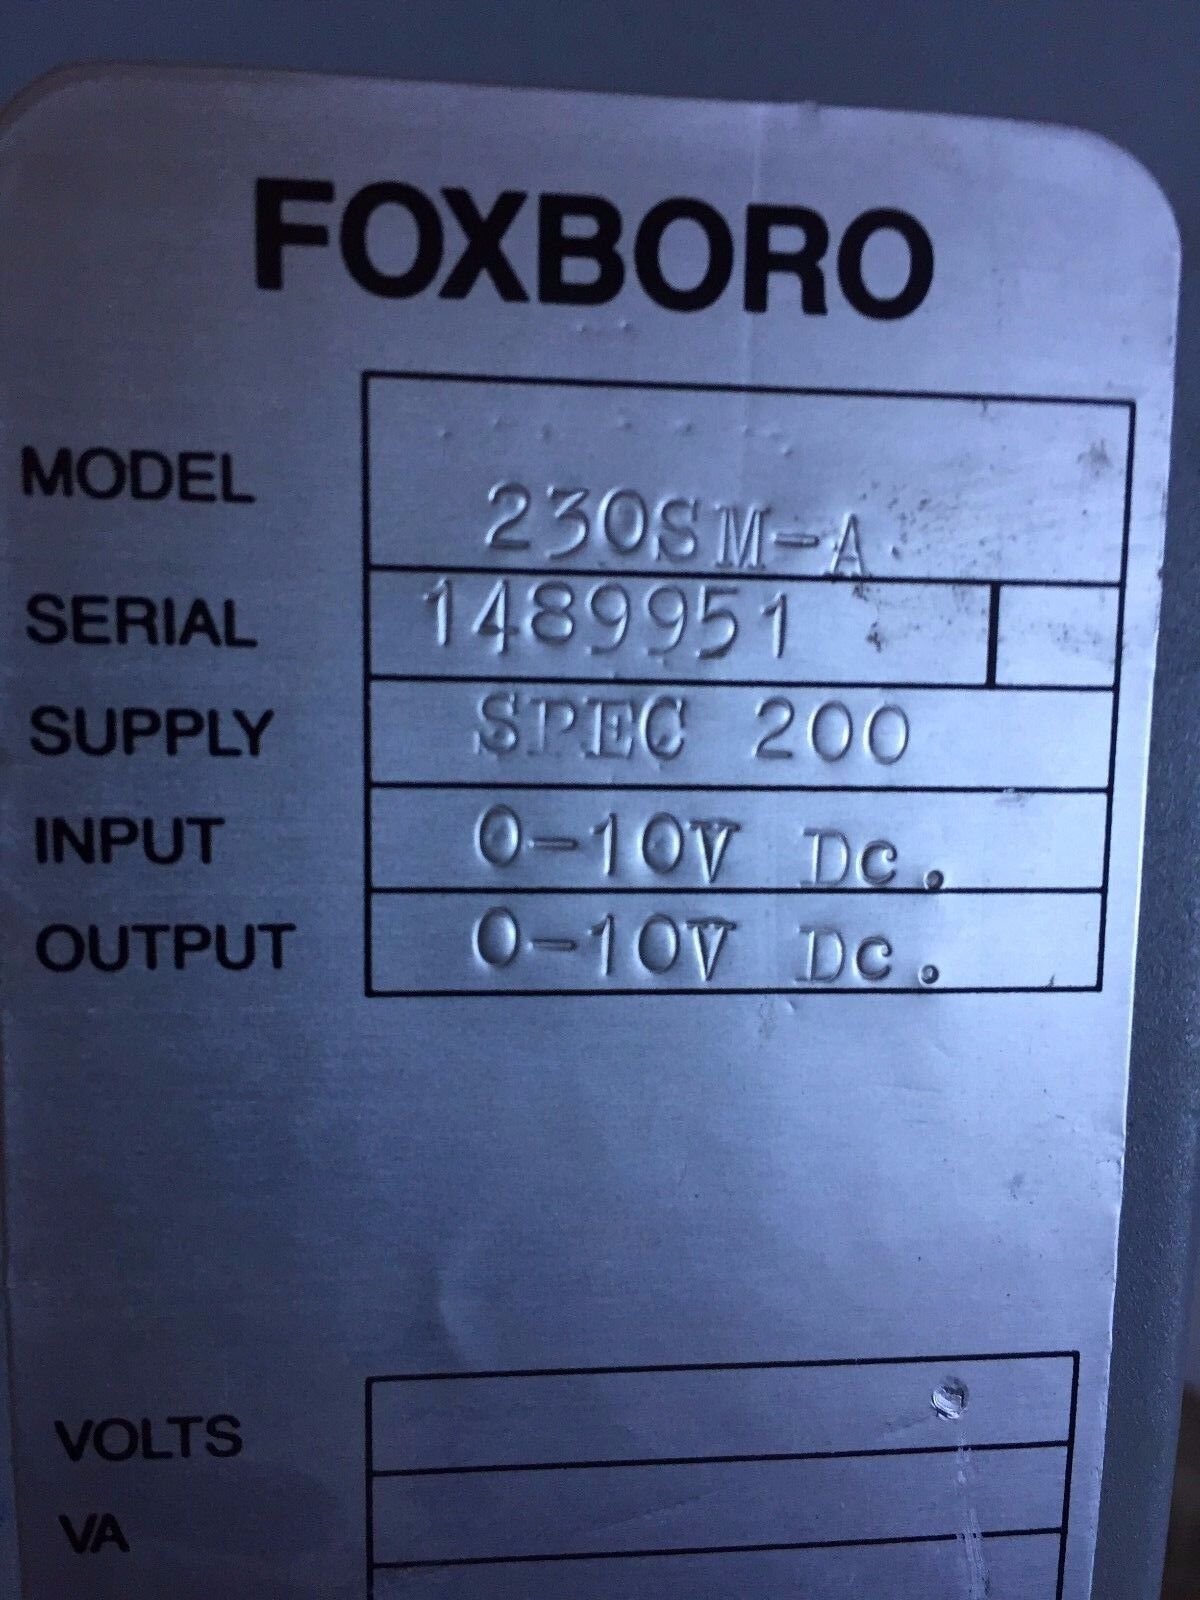 FOXBORO
MODEL 230SM-A
SERIAL 1489951
SUPPLY SPEC 200
INPUT 0-10V Dc.
OUTPUT 0-10V Dc.
VOLTS
VA